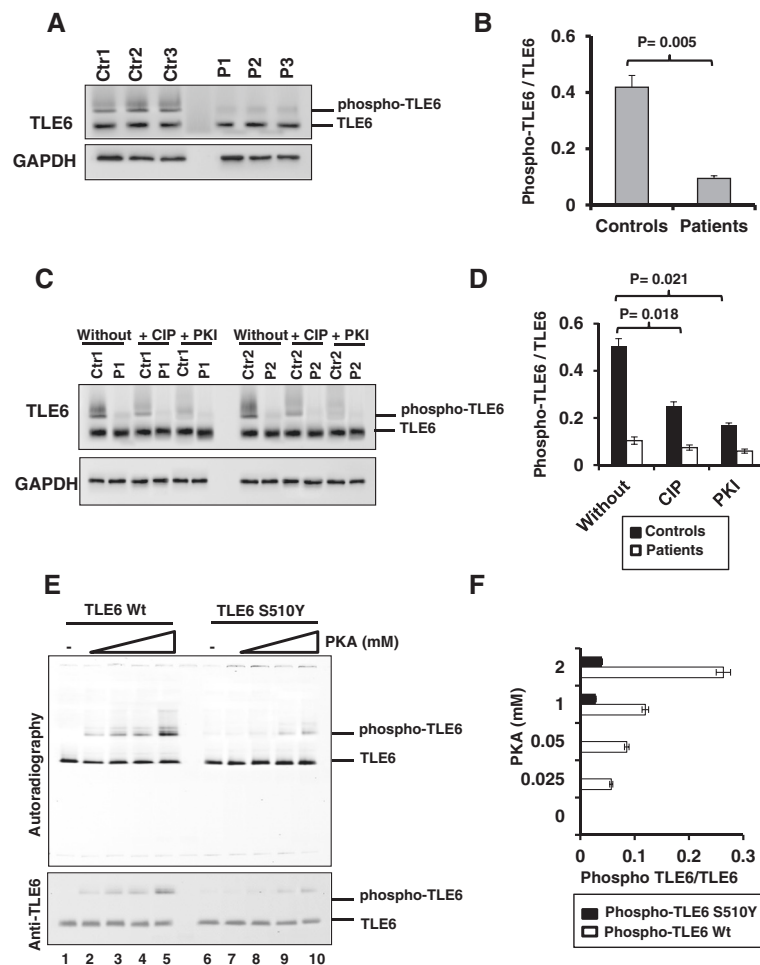 A
Ctr1 Ctr2 Ctr3 P1 P2 P3
phospho-TLE6
TLE6 TLE6
GAPDH
B
P= 0.005
Phospho-TLE6 / TLE6
0.6
0.4
0.2
0
Controls Patients
C
Without + CIP + PKI Without + CIP + PKI
Ctr1 P1 Ctr1 P1 Ctr1 P1 Ctr2 P2 Ctr2 P2 Ctr2 P2
TLE6 phospho-TLE6
TLE6
GAPDH
D
P= 0.021
P= 0.018
Phospho-TLE6 / TLE6
0.6
0.4
0.2
0
Without CIP PKI
Controls
Patients
E
TLE6 Wt TLE6 S510Y
- - PKA (mM)
Autoradiography
phospho-TLE6
TLE6
Anti-TLE6
phospho-TLE6
TLE6
1 2 3 4 5 6 7 8 9 10
F
PKA (mM)
2
1
0.05
0.025
0
0 0.1 0.2 0.3
Phospho TLE6/TLE6
Phospho-TLE6 S510Y
Phospho-TLE6 Wt